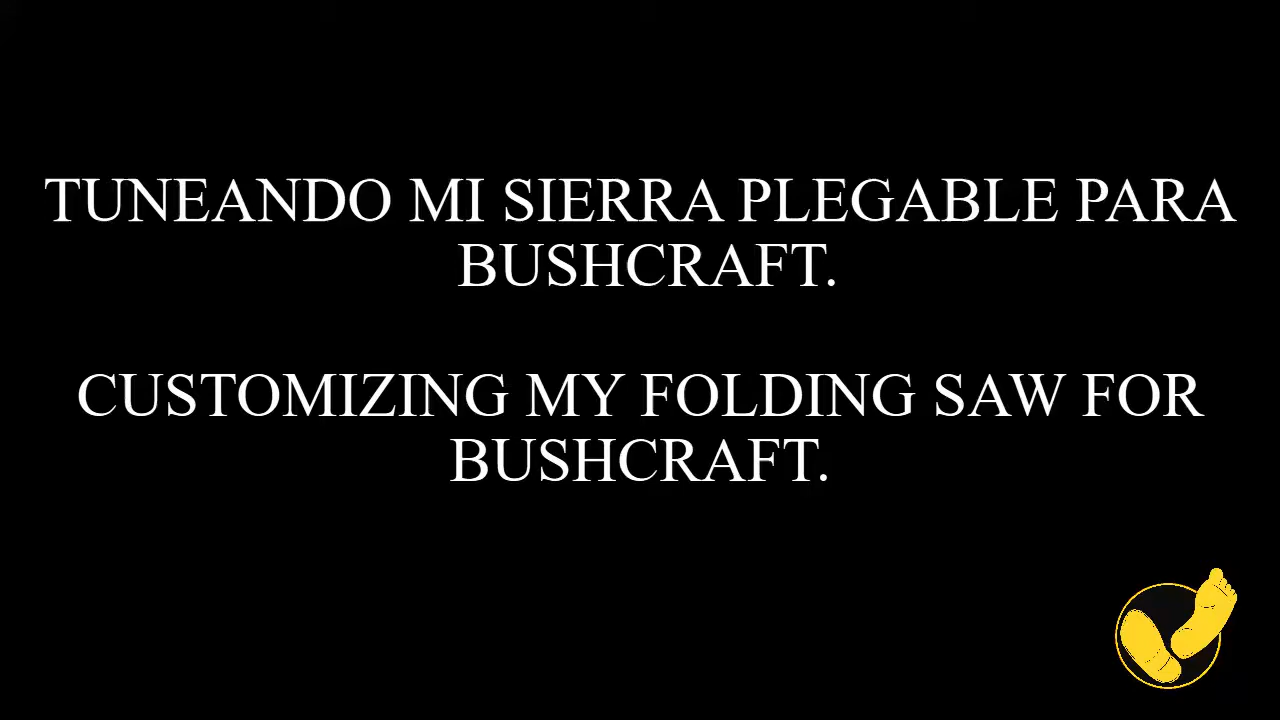 TUNEANDO MI SIERRA PLEGABLE PARA
BUSHCRAFT.
CUSTOMIZING MY FOLDING SAW FOR
BUSHCRAFT.